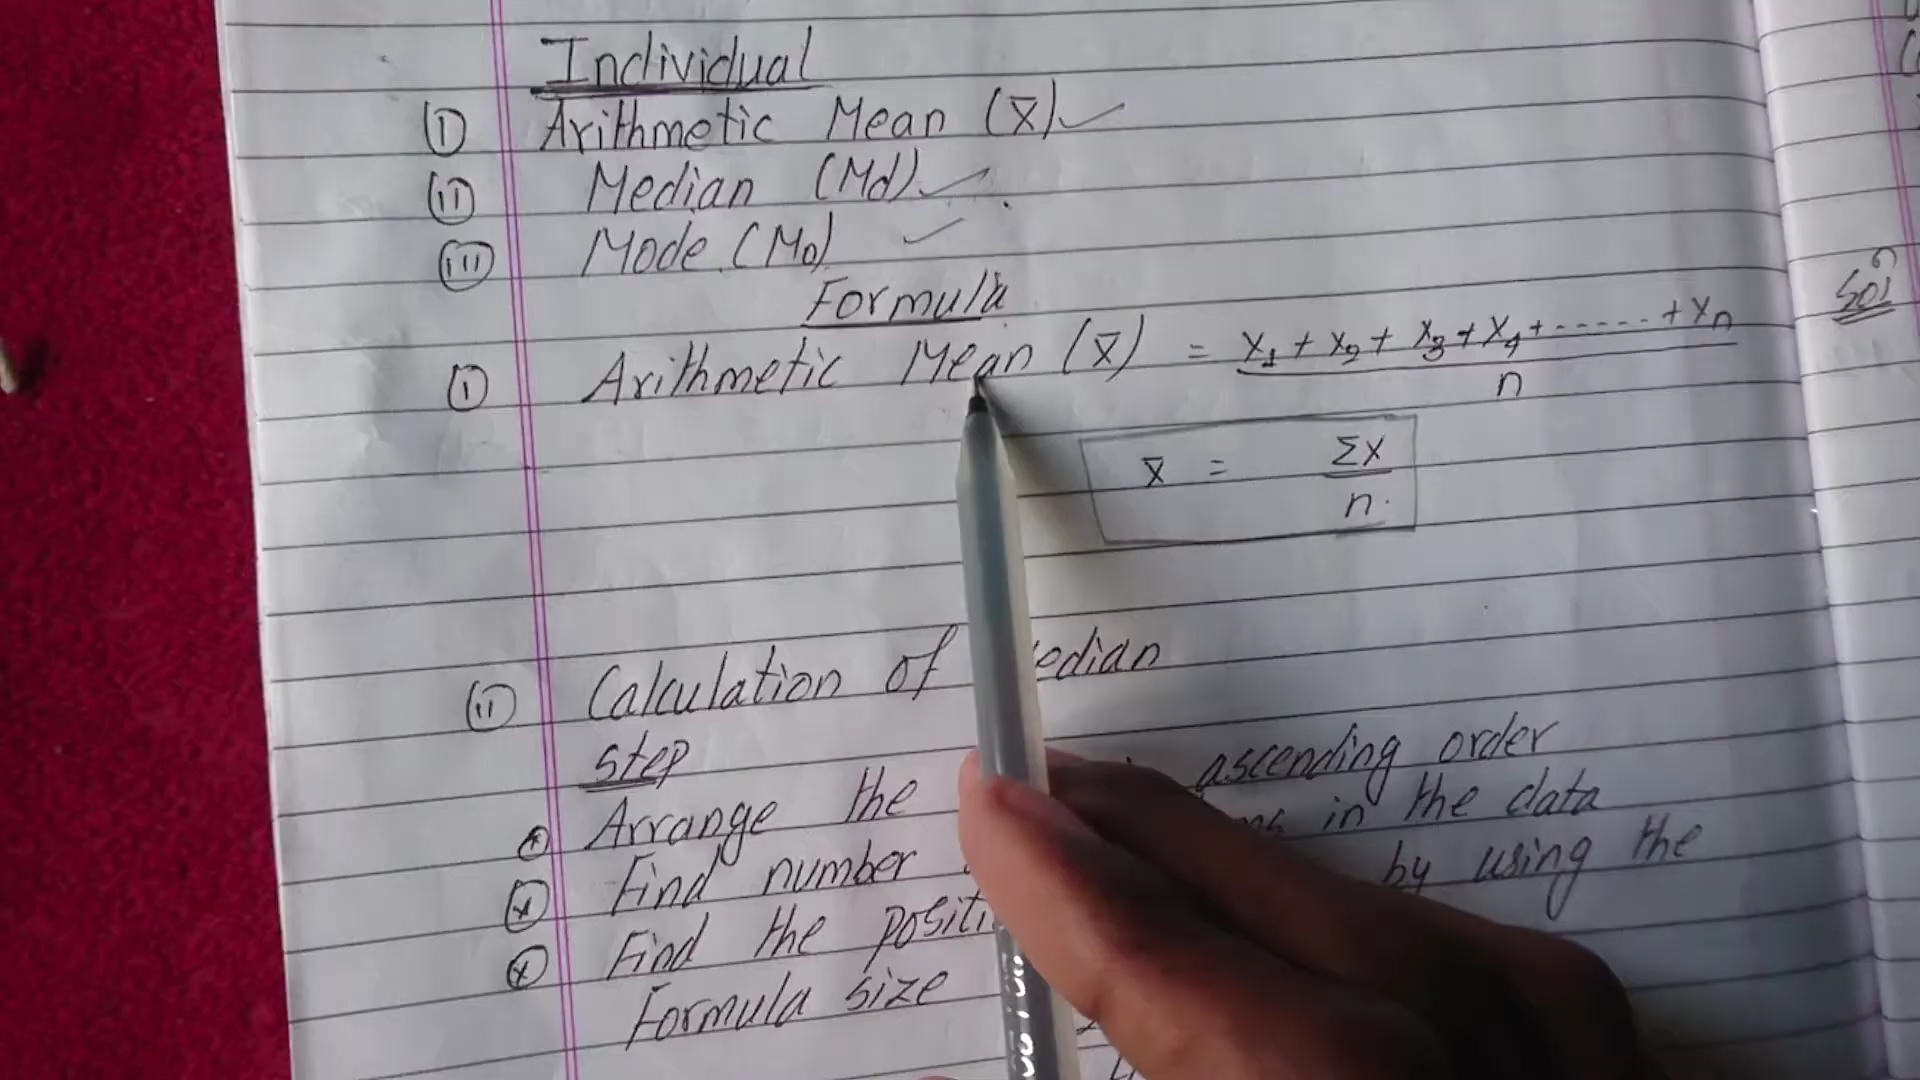 Individual
(i) Arithmetic Mean (X̄)
(ii) Median (Md)
(iii) Mode (Mo)
Formula
(i) Arithmetic Mean (X̄) = X₁ + X₂ + X₃ + X₄ + ...... + Xn / n
X̄ = ΣX / n
(ii) Calculation of
step
Arrange the ascending order
Find number in the data
Find the by using the
Formula size